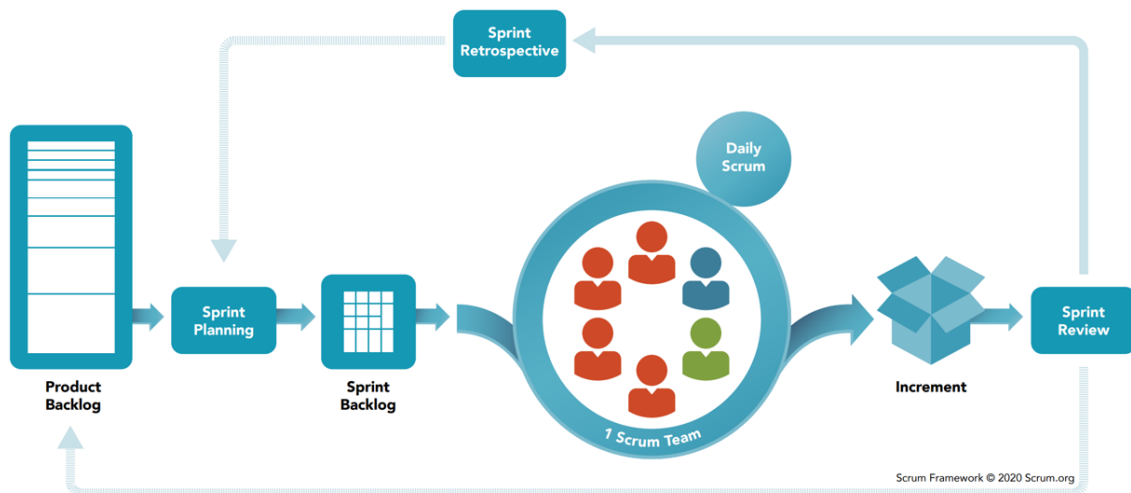 Sprint
Retrospective
Daily
Scrum
Sprint
Planning
Sprint
Review
Product
Backlog
Sprint
Backlog
Increment
1 Scrum Team
Scrum Framework © 2020 Scrum.org